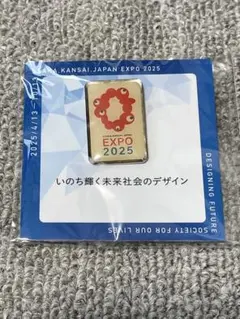 OSAKA, KANSAI, JAPAN EXPO 2025
2025/4/13
EXPO
2025
いのち輝く未来社会のデザイン
DESIGNING FUTURE
SOCIETY FOR OUR LIVES